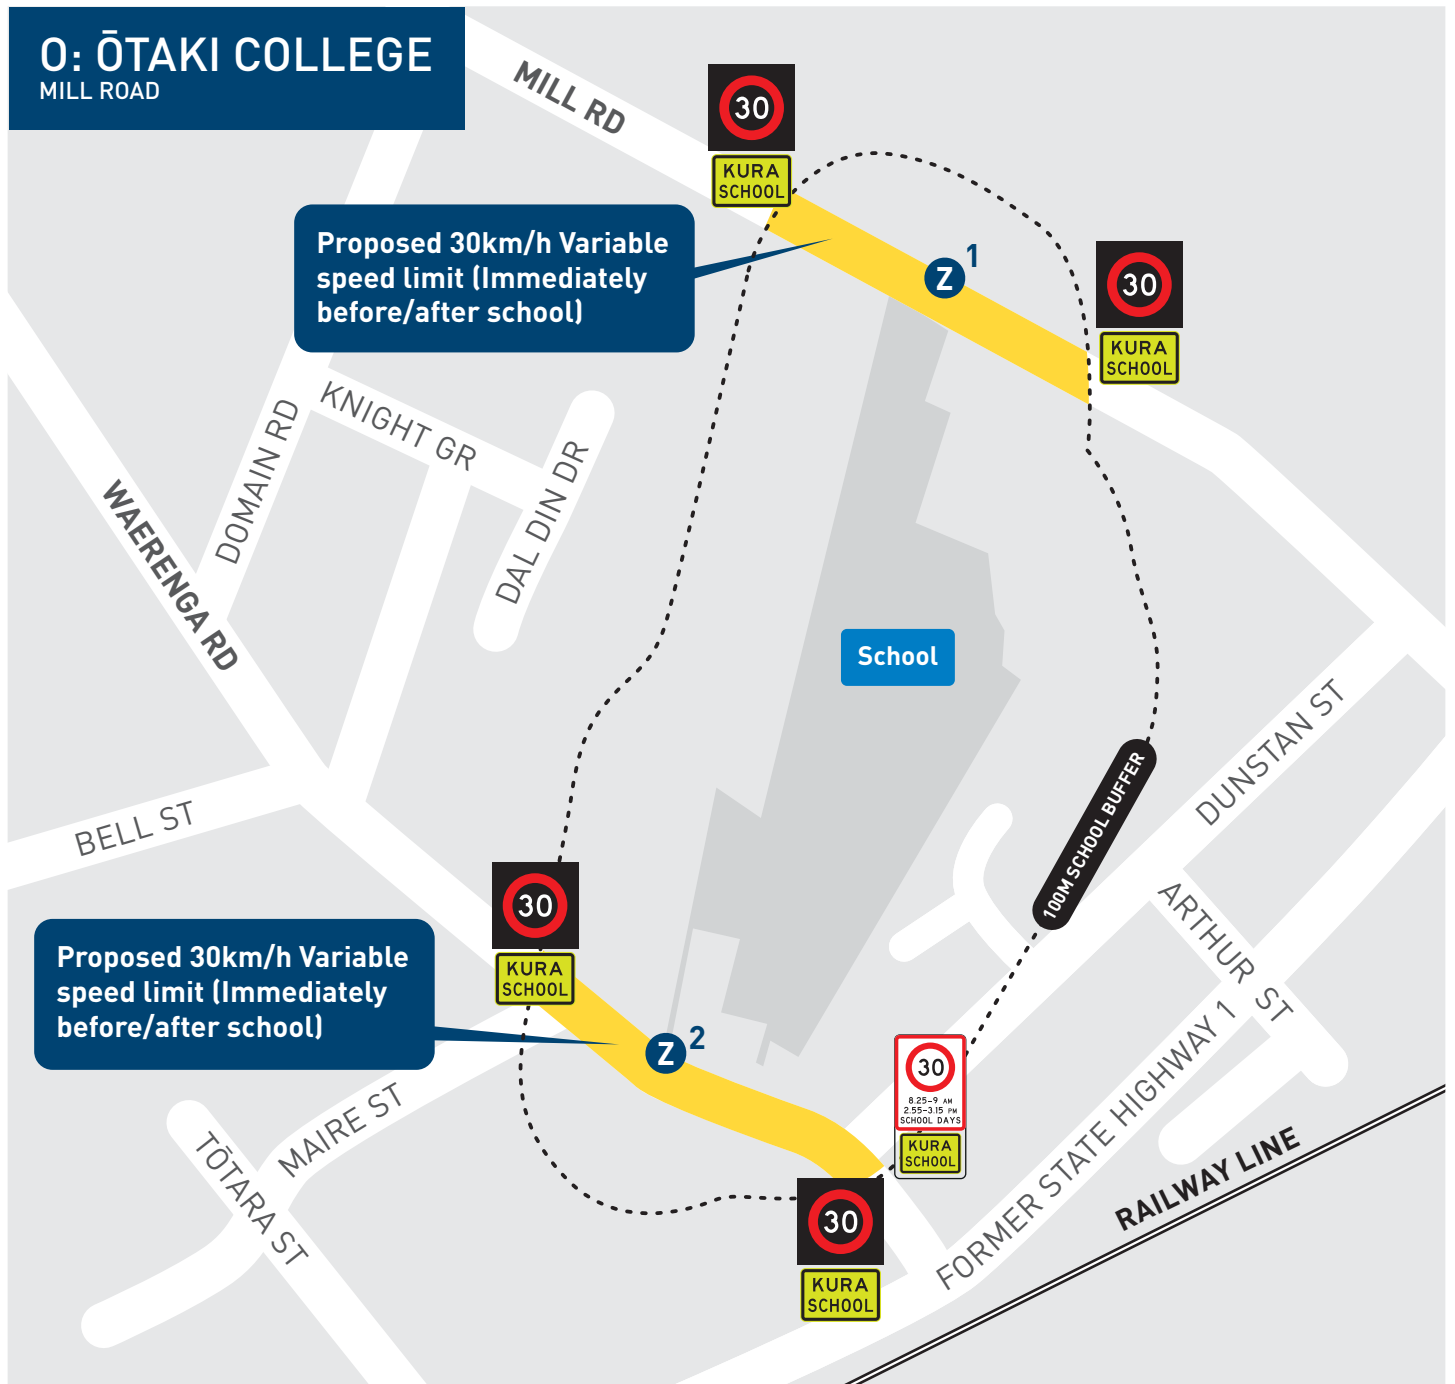 O: ŌTAKI COLLEGE
MILL ROAD
MILL RD
30
KURA
SCHOOL
Proposed 30km/h Variable
speed limit (Immediately
before/after school)
Z 1
30
KURA
SCHOOL
KNIGHT GR
DOMAIN RD
DAL DIN DR
WAERENGA RD
School
DUNSTAN ST
100M SCHOOL BUFFER
BELL ST
ARTHUR ST
30
KURA
SCHOOL
Proposed 30km/h Variable
speed limit (Immediately
before/after school)
Z 2
30
8.25-9 AM
2.55-3.15 PM
SCHOOL DAYS
KURA
SCHOOL
MAIRE ST
TŌTARA ST
FORMER STATE HIGHWAY 1
RAILWAY LINE
30
KURA
SCHOOL